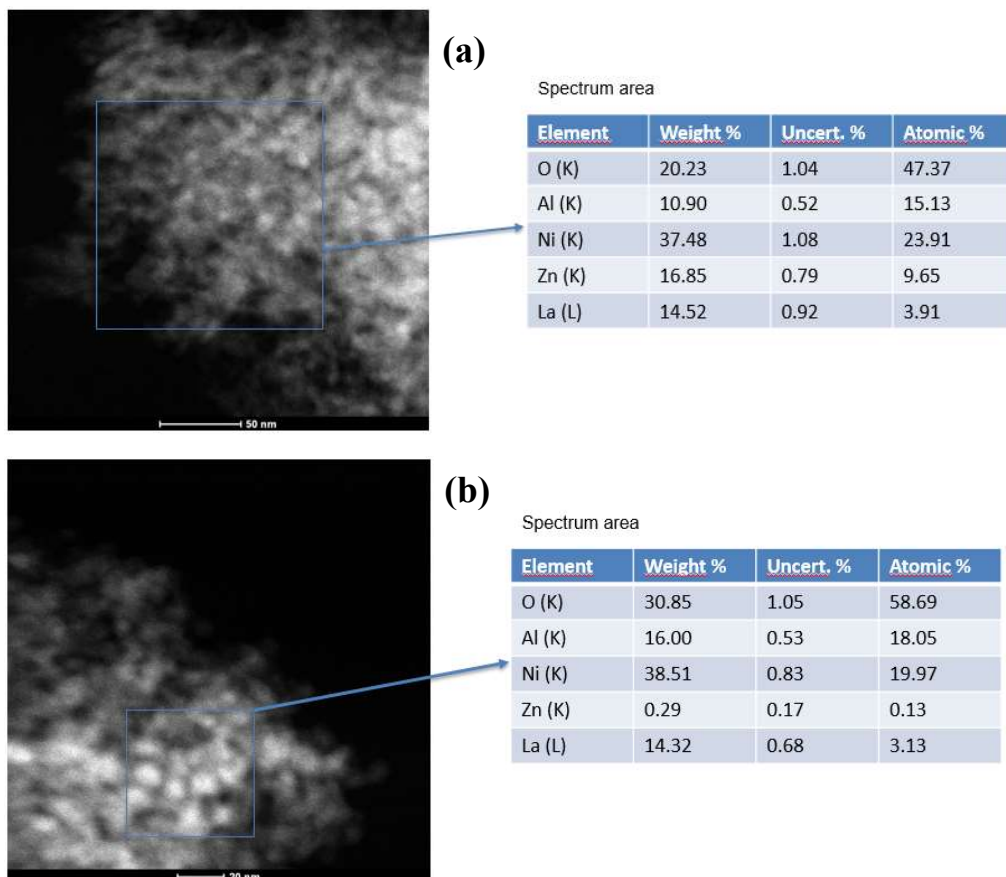 (a)
Spectrum area
Element Weight % Uncert. % Atomic %
O (K) 20.23 1.04 47.37
Al (K) 10.90 0.52 15.13
Ni (K) 37.48 1.08 23.91
Zn (K) 16.85 0.79 9.65
La (L) 14.52 0.92 3.91
50 nm
(b)
Spectrum area
Element Weight % Uncert. % Atomic %
O (K) 30.85 1.05 58.69
Al (K) 16.00 0.53 18.05
Ni (K) 38.51 0.83 19.97
Zn (K) 0.29 0.17 0.13
La (L) 14.32 0.68 3.13
20 nm